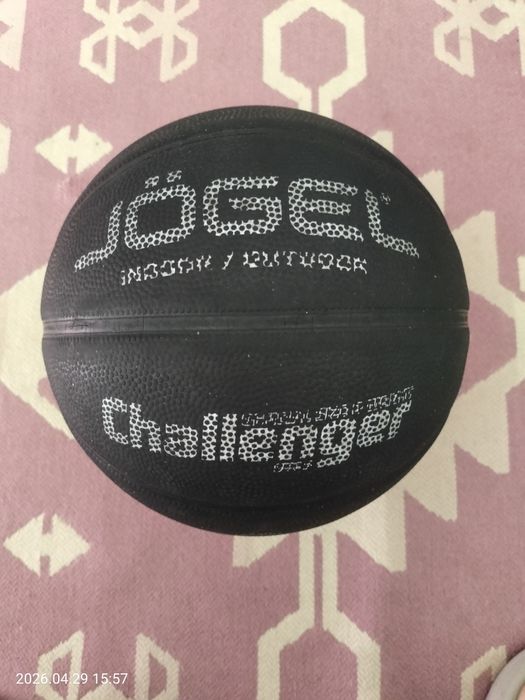 JÖGEL®
INDOOR / OUTDOOR
Challenger
2026.04.29 15:57